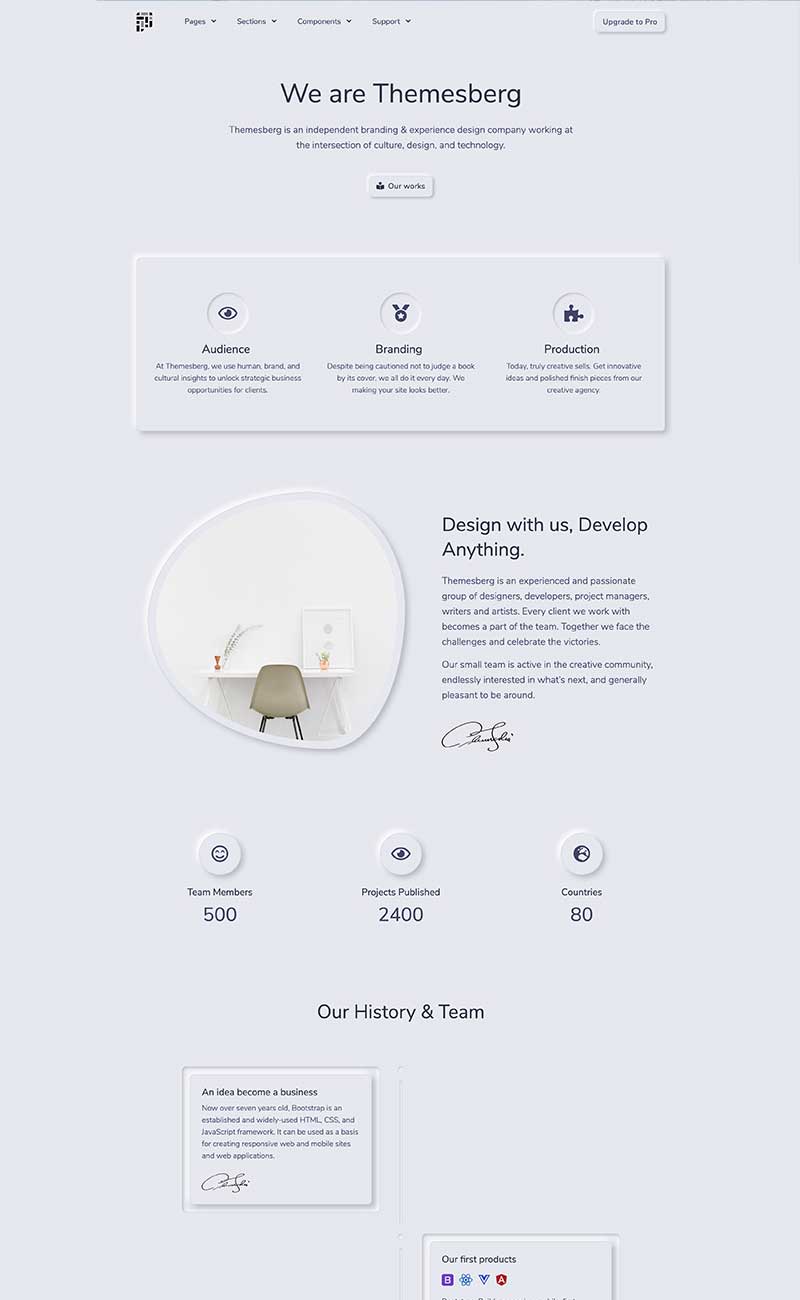 Pages Sections Components Support Upgrade to Pro
We are Themesberg
Themesberg is an independent branding & experience design company working at
the intersection of culture, design, and technology.
Our works
Audience
At Themesberg, we use human, brand, and
cultural insights to unlock strategic business
opportunities for clients.
Branding
Despite being cautioned not to judge a book
by its cover, we all do it every day. We
making your site looks better.
Production
Today, truly creative sells. Get innovative
ideas and polished finish pieces from our
creative agency.
Design with us, Develop
Anything.
Themesberg is an experienced and passionate
group of designers, developers, project managers,
writers and artists. Every client we work with
becomes a part of the team. Together we face the
challenges and celebrate the victories.
Our small team is active in the creative community,
endlessly interested in what's next, and generally
pleasant to be around.
Team Members
500
Projects Published
2400
Countries
80
Our History & Team
An idea become a business
Now over seven years old, Bootstrap is an
established and widely-used HTML, CSS, and
JavaScript framework. It can be used as a basis
for creating responsive web and mobile sites
and web applications.
Our first products
B